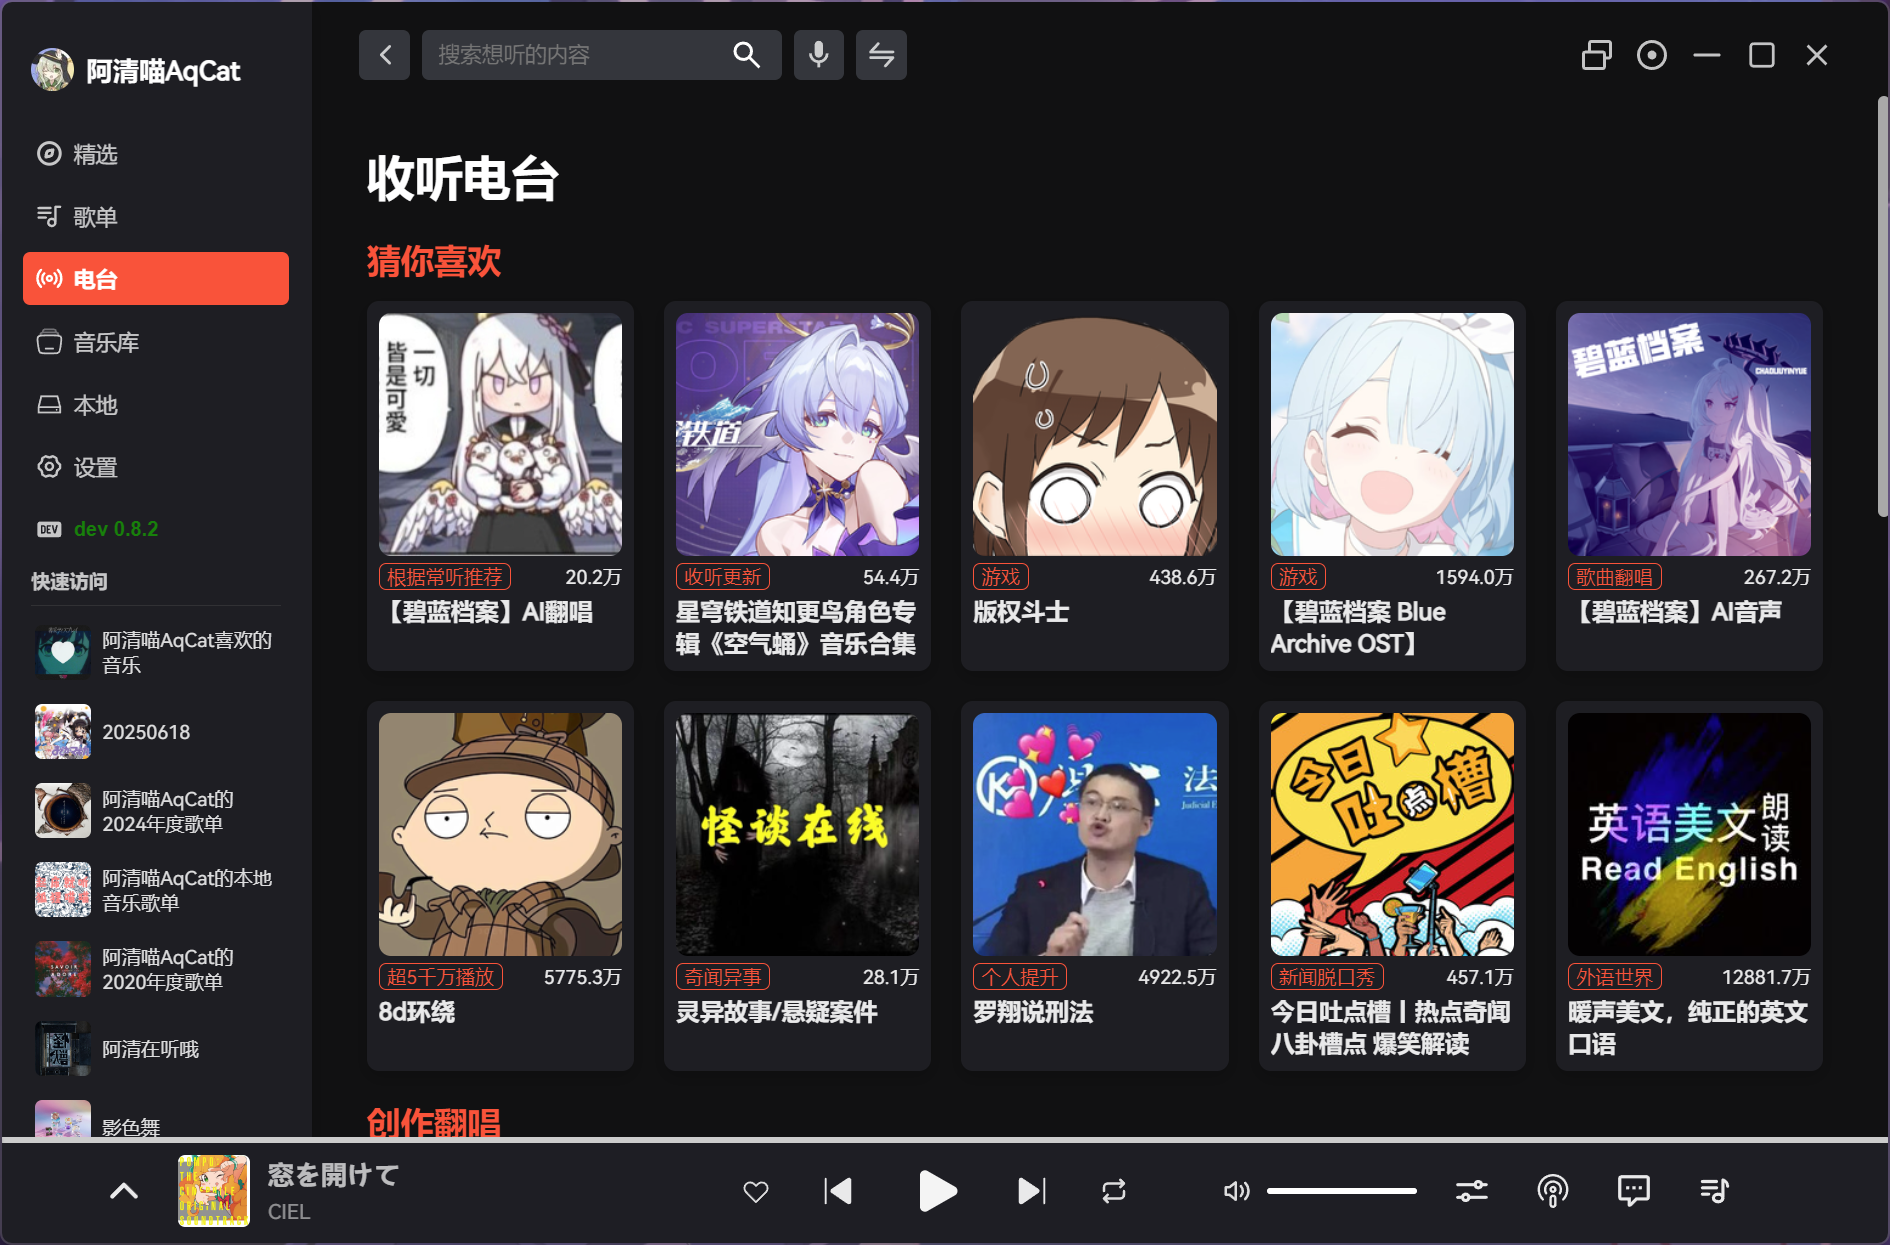 阿清喵AqCat
搜索想听的内容
精选
歌单
电台
音乐库
本地
设置
DEV
dev 0.8.2
快速访问
阿清喵AqCat喜欢的
音乐
20250618
阿清喵AqCat的
2024年度歌单
阿清喵AqCat的本地
音乐歌单
阿清喵AqCat的
2020年度歌单
阿清在听哦
影色舞
收听电台
猜你喜欢
一切
皆是可愛
根据常听推荐
20.2万
【碧蓝档案】AI翻唱
C SUPERSTAR
铁道
收听更新
54.4万
星穹铁道知更鸟角色专
辑《空气蛹》音乐合集
游戏
438.6万
版权斗士
游戏
1594.0万
【碧蓝档案 Blue
Archive OST】
碧蓝档案
CHAOLIUYINYUE
歌曲翻唱
267.2万
【碧蓝档案】AI音声
超5千万播放
5775.3万
8d环绕
怪谈在线
奇闻异事
28.1万
灵异故事/悬疑案件
法
个人提升
4922.5万
罗翔说刑法
今日
吐点槽
新闻脱口秀
457.1万
今日吐点槽丨热点奇闻
八卦槽点 爆笑解读
英语美文朗读
Read English
外语世界
12881.7万
暖声美文，纯正的英文
口语
创作翻唱
窓を開けて
CIEL